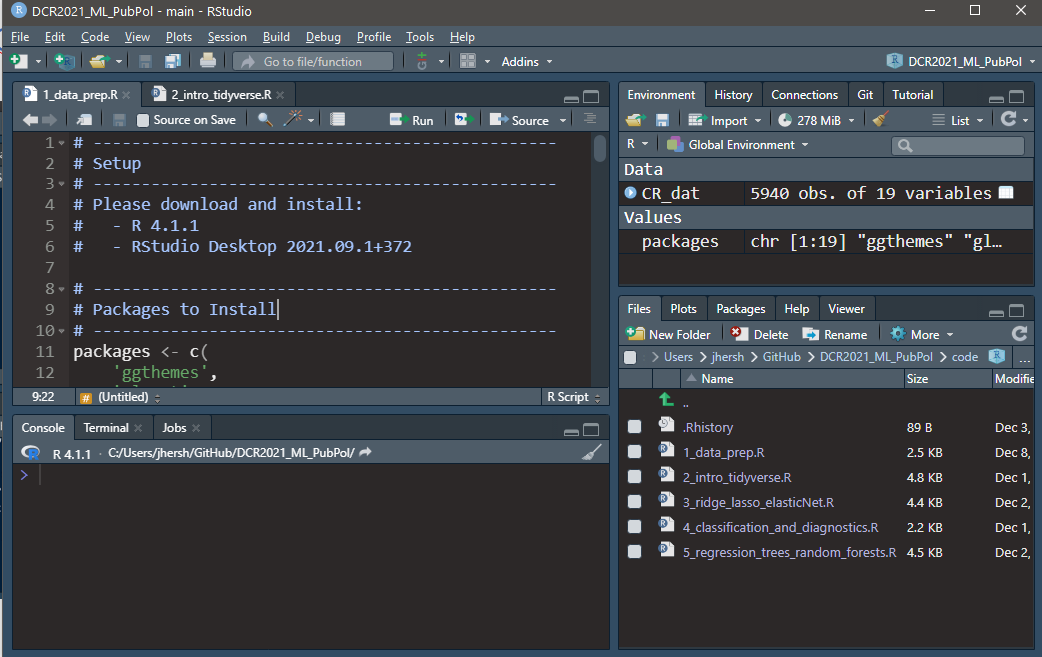 DCR2021_ML_PubPol - main - RStudio
File Edit Code View Plots Session Build Debug Profile Tools Help
Go to file/function Addins DCR2021_ML_PubPol
1_data_prep.R 2_intro_tidyverse.R
Source on Save Run Source
1 # ------------------------------------------------
2 # Setup
3 # ------------------------------------------------
4 # Please download and install:
5 #   - R 4.1.1
6 #   - RStudio Desktop 2021.09.1+372
7
8 # ------------------------------------------------
9 # Packages to Install
10 # ------------------------------------------------
11 packages <- c(
12     'ggthemes',
9:22 # (Untitled) R Script
Console Terminal Jobs
R 4.1.1 · C:/Users/jhersh/GitHub/DCR2021_ML_PubPol/
>
Environment History Connections Git Tutorial
Import 278 MiB List
R Global Environment
Data
CR_dat 5940 obs. of 19 variables
Values
packages chr [1:19] "ggthemes" "gl…
Files Plots Packages Help Viewer
New Folder Delete Rename More
Users jhersh GitHub DCR2021_ML_PubPol code ...
Name Size Modifie
..
.Rhistory 89 B Dec 3,
1_data_prep.R 2.5 KB Dec 8,
2_intro_tidyverse.R 4.8 KB Dec 1,
3_ridge_lasso_elasticNet.R 4.4 KB Dec 2,
4_classification_and_diagnostics.R 2.2 KB Dec 1,
5_regression_trees_random_forests.R 4.5 KB Dec 2,